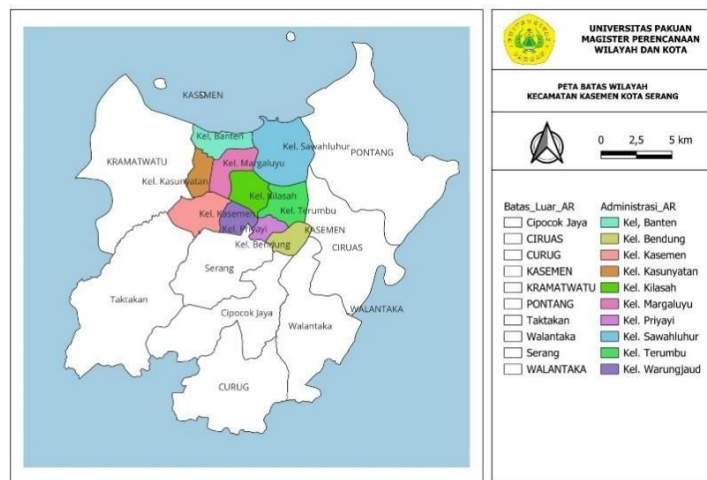 KASEMEN
Kel, Banten
Kel. Sawahluhur
KRAMATWATU
Kel. Margaluyu
PONTANG
Kel. Kasunyatan
Kel. Kilasah
Kel. Kasemen
Kel. Terumbu
Kel. Priyayi
KASEMEN
Kel. Bendung
CIRUAS
Serang
Taktakan
Cipocok Jaya
Walantaka
WALANTAKA
CURUG
UNIVERSITAS PAKUAN
MAGISTER PERENCANAAN
WILAYAH DAN KOTA
PETA BATAS WILAYAH
KECAMATAN KASEMEN KOTA SERANG
0 2,5 5 km
Batas_Luar_AR
Cipocok Jaya
CIRUAS
CURUG
KASEMEN
KRAMATWATU
PONTANG
Taktakan
Walantaka
Serang
WALANTAKA
Administrasi_AR
Kel, Banten
Kel. Bendung
Kel. Kasemen
Kel. Kasunyatan
Kel. Kilasah
Kel. Margaluyu
Kel. Priyayi
Kel. Sawahluhur
Kel. Terumbu
Kel. Warungjaud